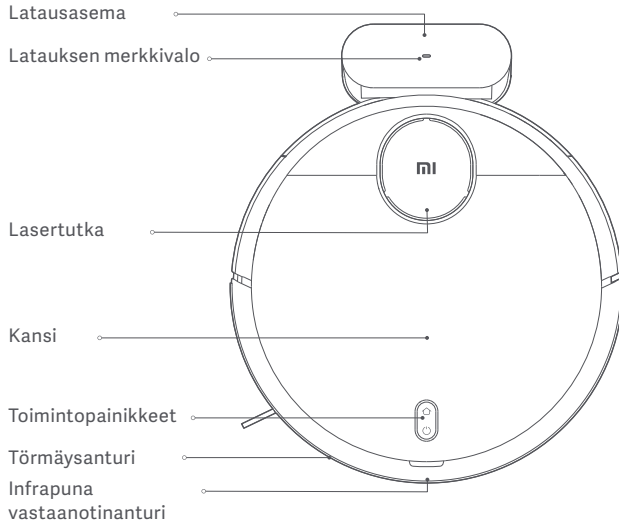 Latausasema
Latauksen merkkivalo
mi
Lasertutka
Kansi
Toimintopainikkeet
Törmäysanturi
Infrapuna
vastaanotinanturi